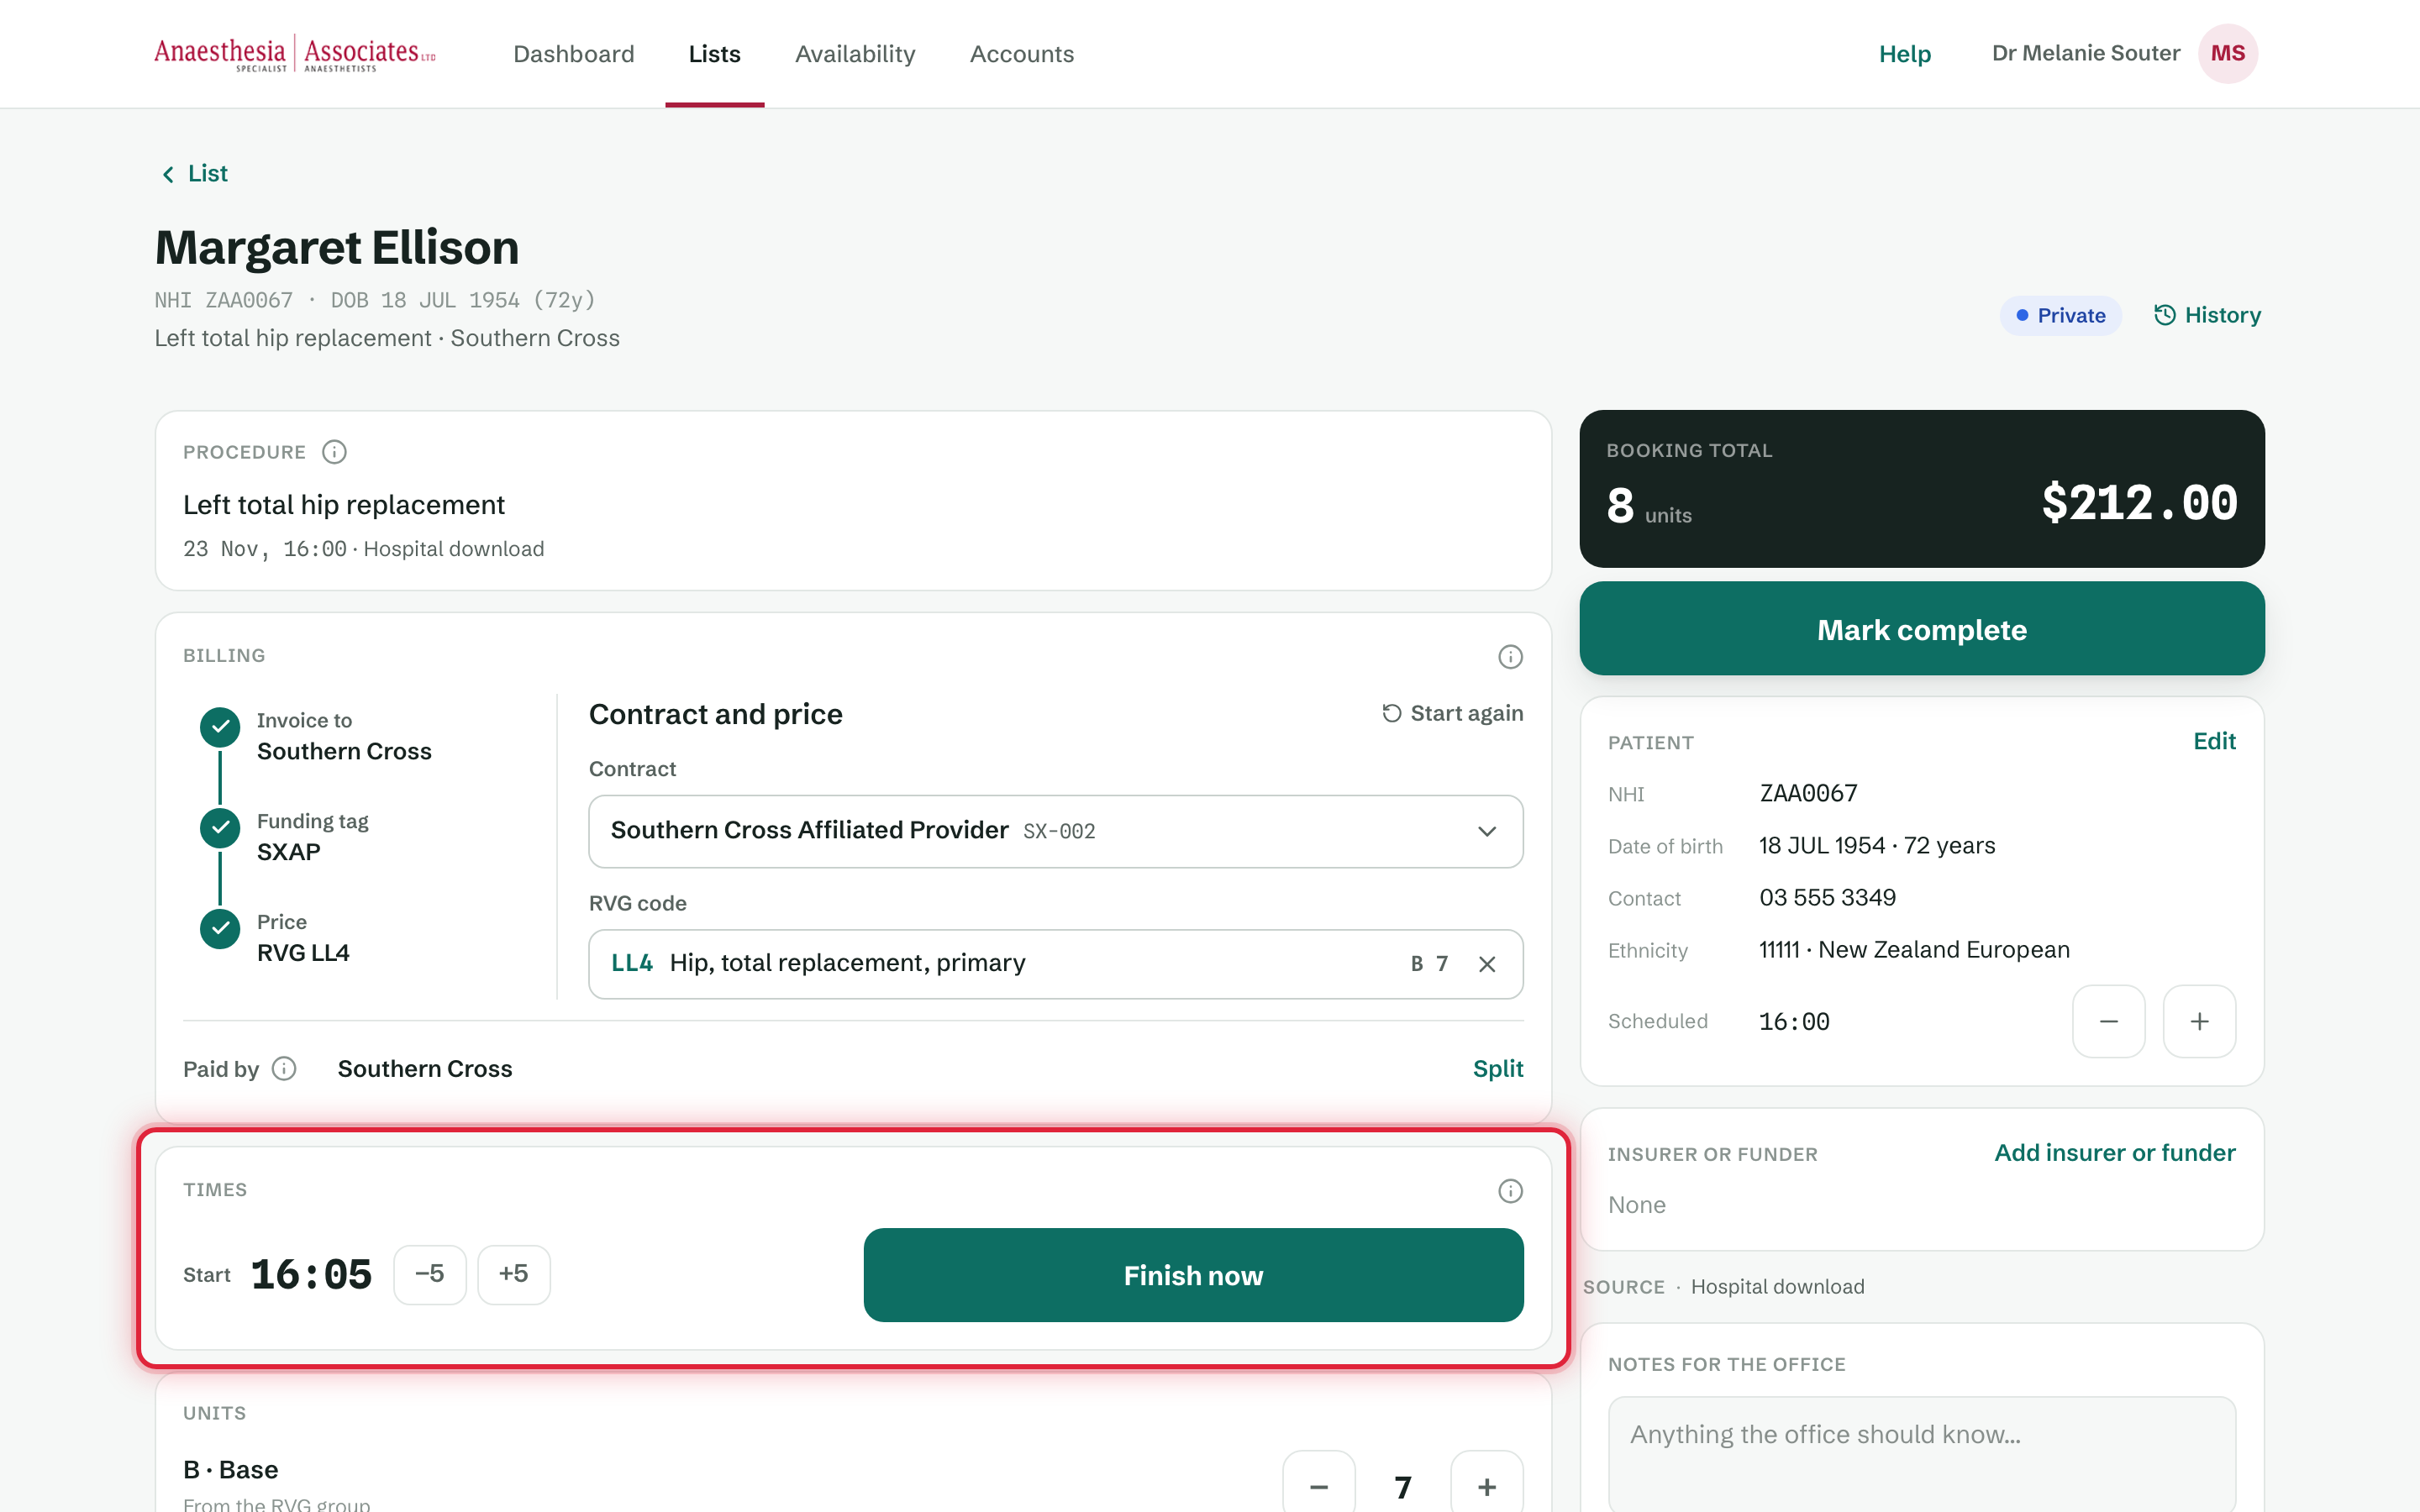 Anaesthesia | Associates LTD
SPECIALIST ANAESTHETISTS
Dashboard
Lists
Availability
Accounts
Help
Dr Melanie Souter
MS
List
Margaret Ellison
NHI ZAA0067 · DOB 18 JUL 1954 (72y)
Left total hip replacement · Southern Cross
Private
History
PROCEDURE
Left total hip replacement
23 Nov, 16:00 · Hospital download
BILLING
Invoice to
Southern Cross
Funding tag
SXAP
Price
RVG LL4
Contract and price
Start again
Contract
Southern Cross Affiliated Provider SX-002
RVG code
LL4 Hip, total replacement, primary B 7
Paid by Southern Cross Split
TIMES
Start 16:05 −5 +5
Finish now
UNITS
B · Base
From the RVG group
− 7 +
BOOKING TOTAL
8 units $212.00
Mark complete
PATIENT Edit
NHI ZAA0067
Date of birth 18 JUL 1954 · 72 years
Contact 03 555 3349
Ethnicity 11111 · New Zealand European
Scheduled 16:00 − +
INSURER OR FUNDER Add insurer or funder
None
SOURCE · Hospital download
NOTES FOR THE OFFICE
Anything the office should know...